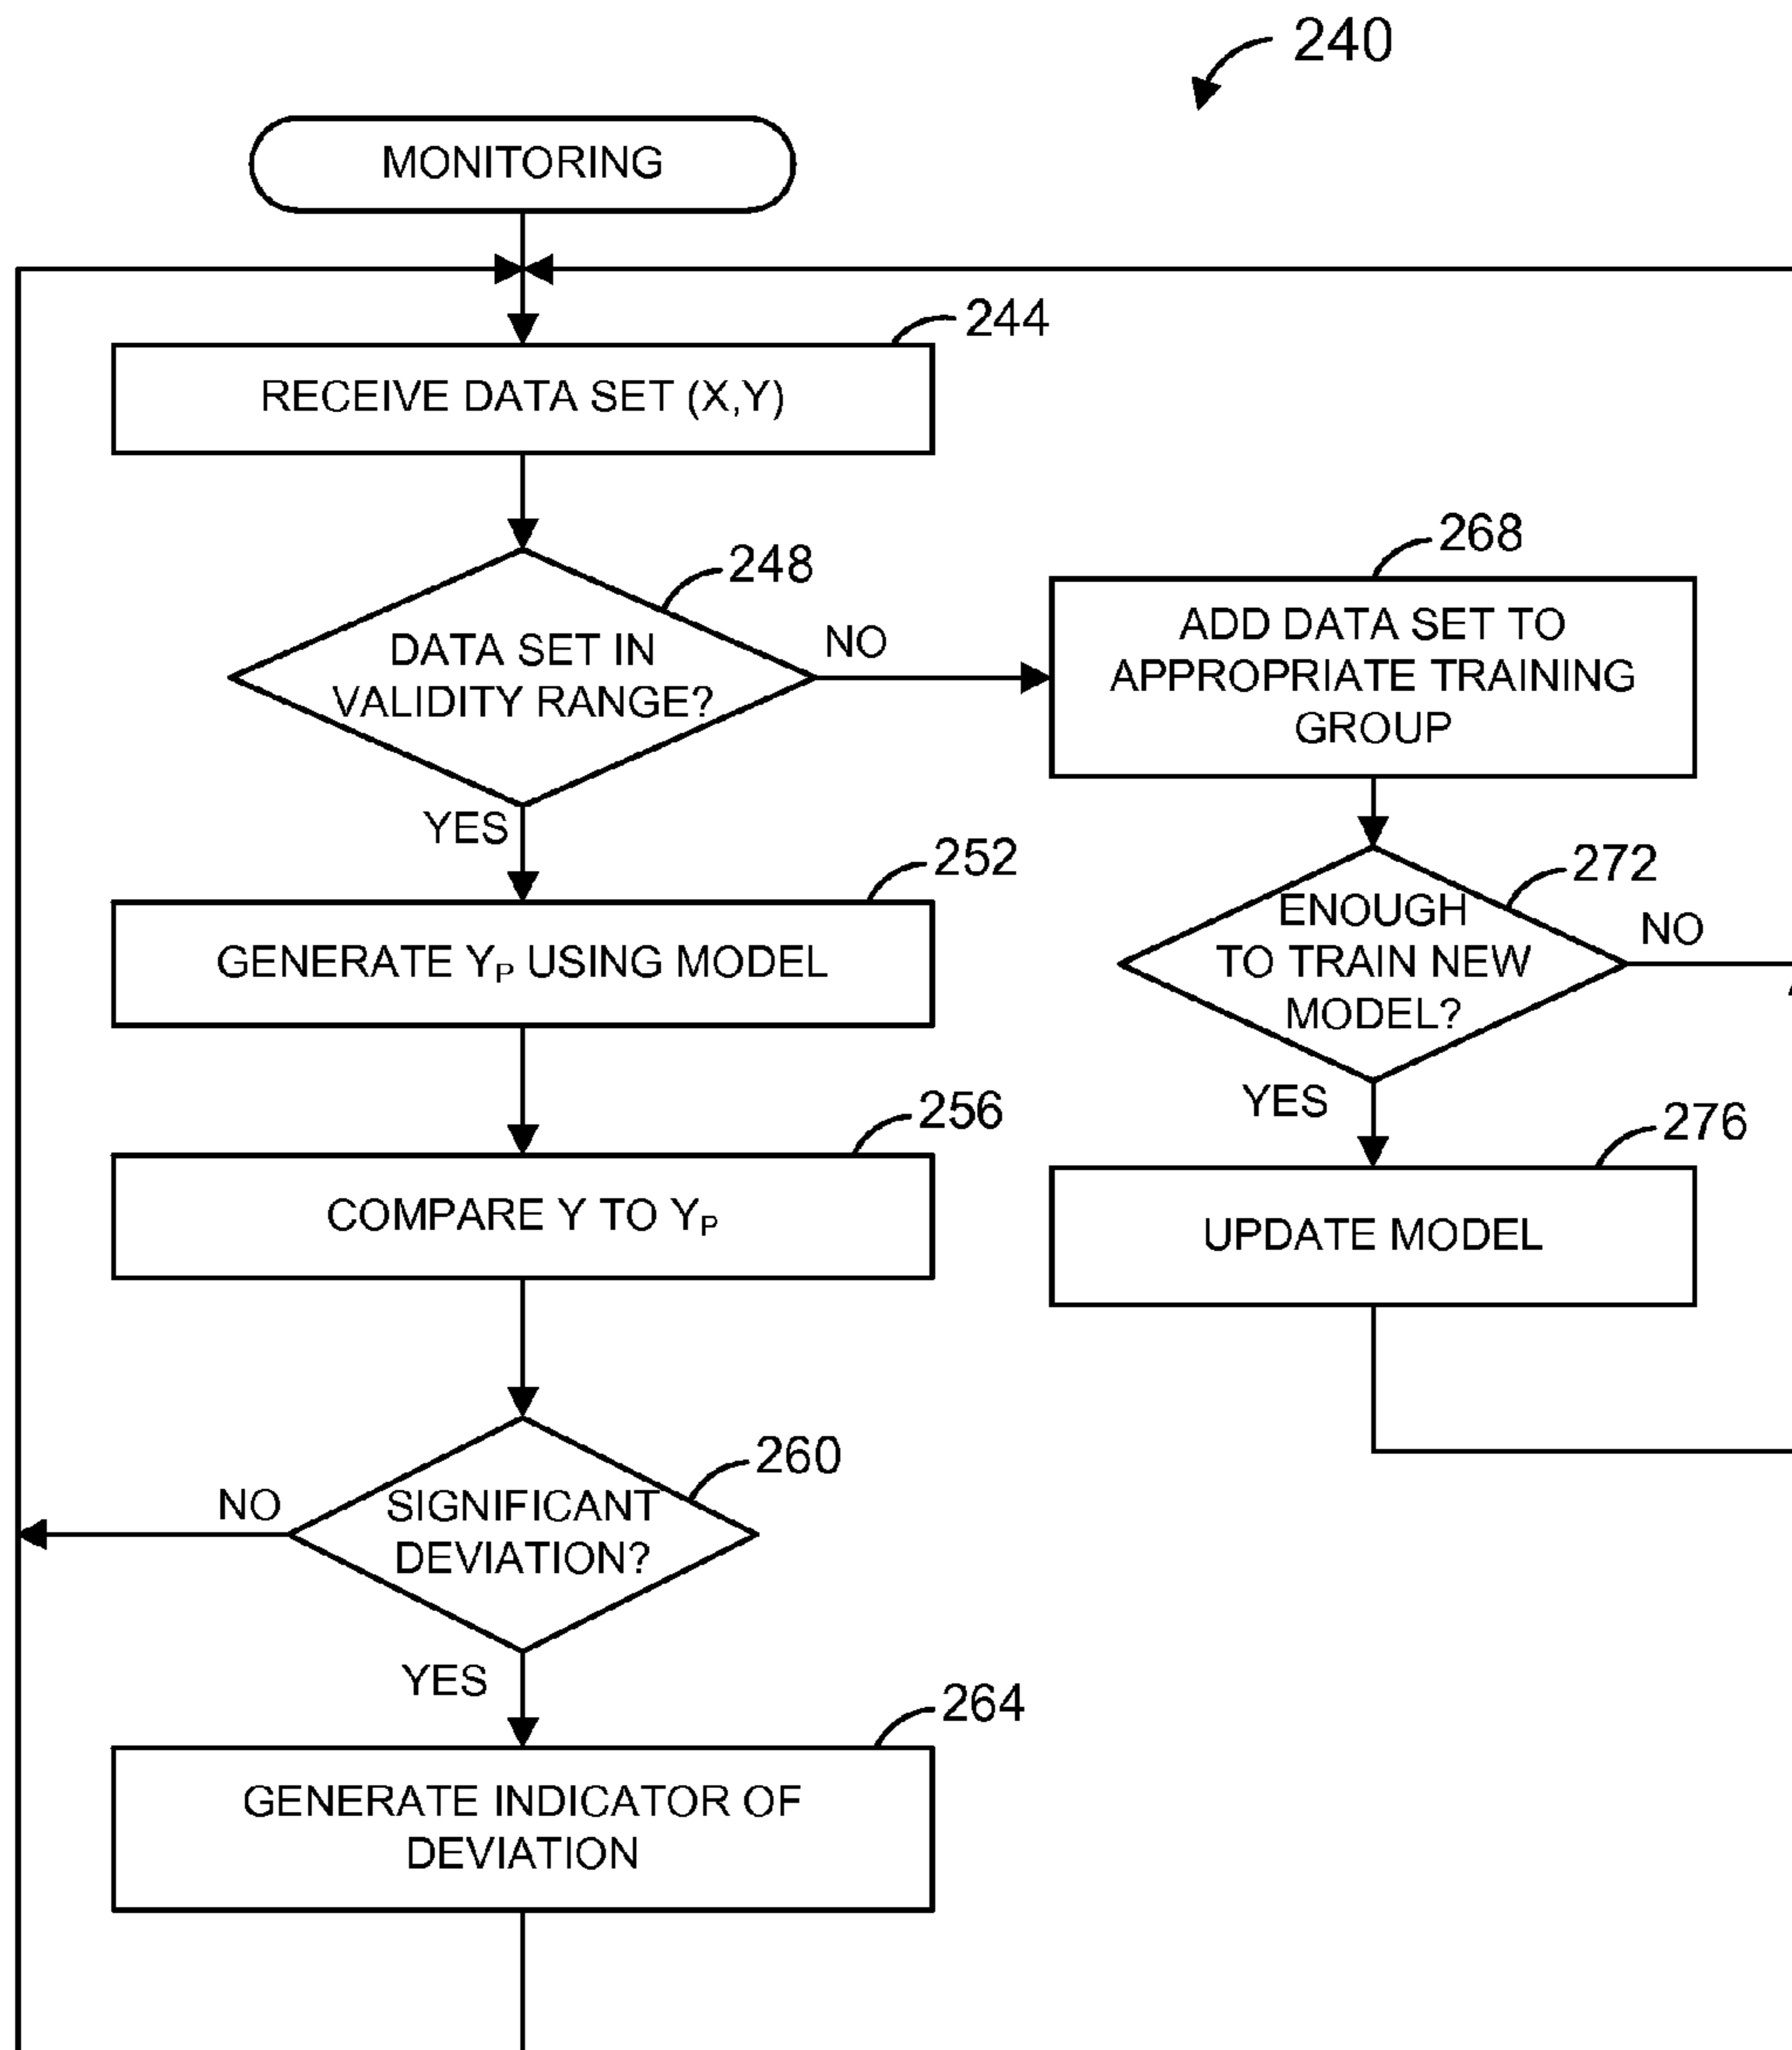 240
MONITORING
244
RECEIVE DATA SET (X,Y)
248
DATA SET IN
VALIDITY RANGE?
NO
YES
268
ADD DATA SET TO
APPROPRIATE TRAINING
GROUP
252
GENERATE YP USING MODEL
272
ENOUGH
TO TRAIN NEW
MODEL?
NO
YES
256
COMPARE Y TO YP
276
UPDATE MODEL
260
SIGNIFICANT
DEVIATION?
NO
YES
264
GENERATE INDICATOR OF
DEVIATION